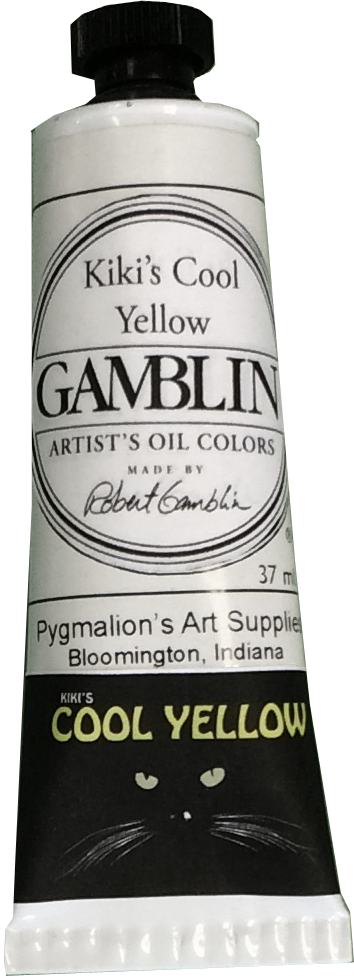 Kiki's Cool
Yellow
GAMBLIN
ARTIST'S OIL COLORS
MADE BY
Robert Gamblin
®
37 ml
Pygmalion's Art Supplies
Bloomington, Indiana
KIKI'S
COOL YELLOW